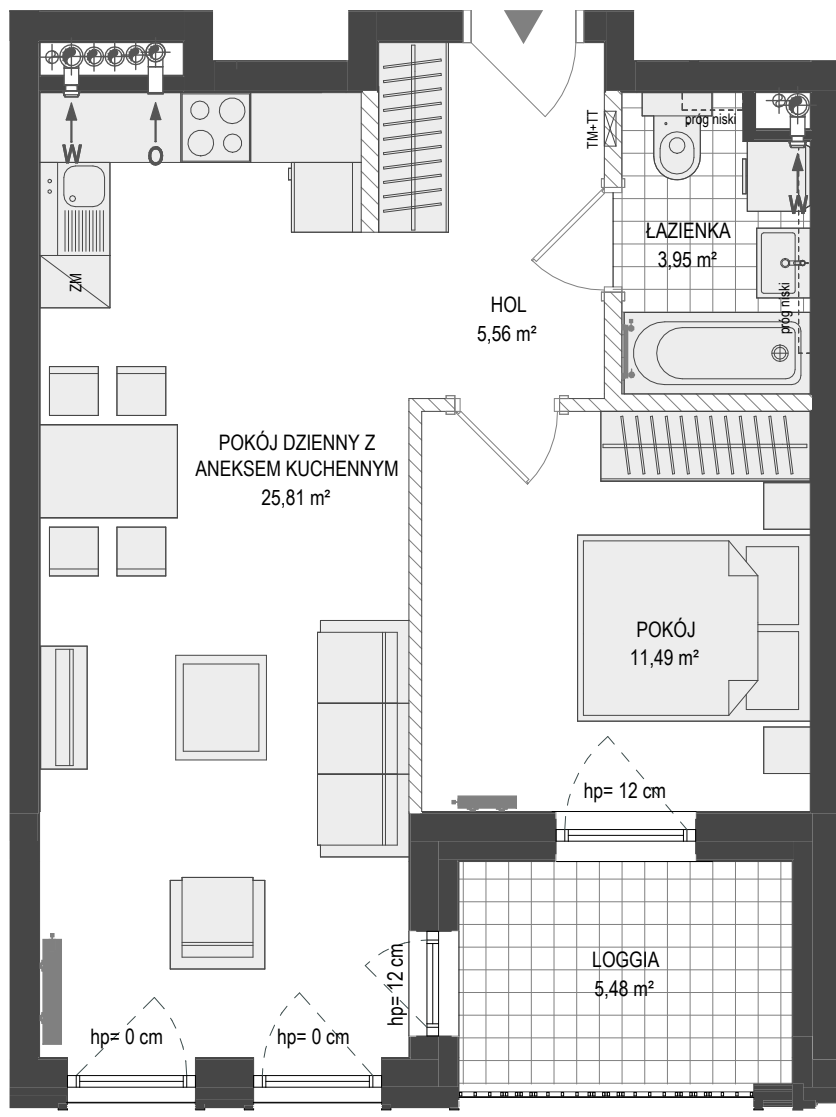 próg niski
TM+TT
W
O
W
ŁAZIENKA
3,95 m²
ZM
HOL
5,56 m²
próg niski
POKÓJ DZIENNY Z
ANEKSEM KUCHENNYM
25,81 m²
POKÓJ
11,49 m²
hp= 12 cm
LOGGIA
5,48 m²
hp= 12 cm
hp= 0 cm
hp= 0 cm